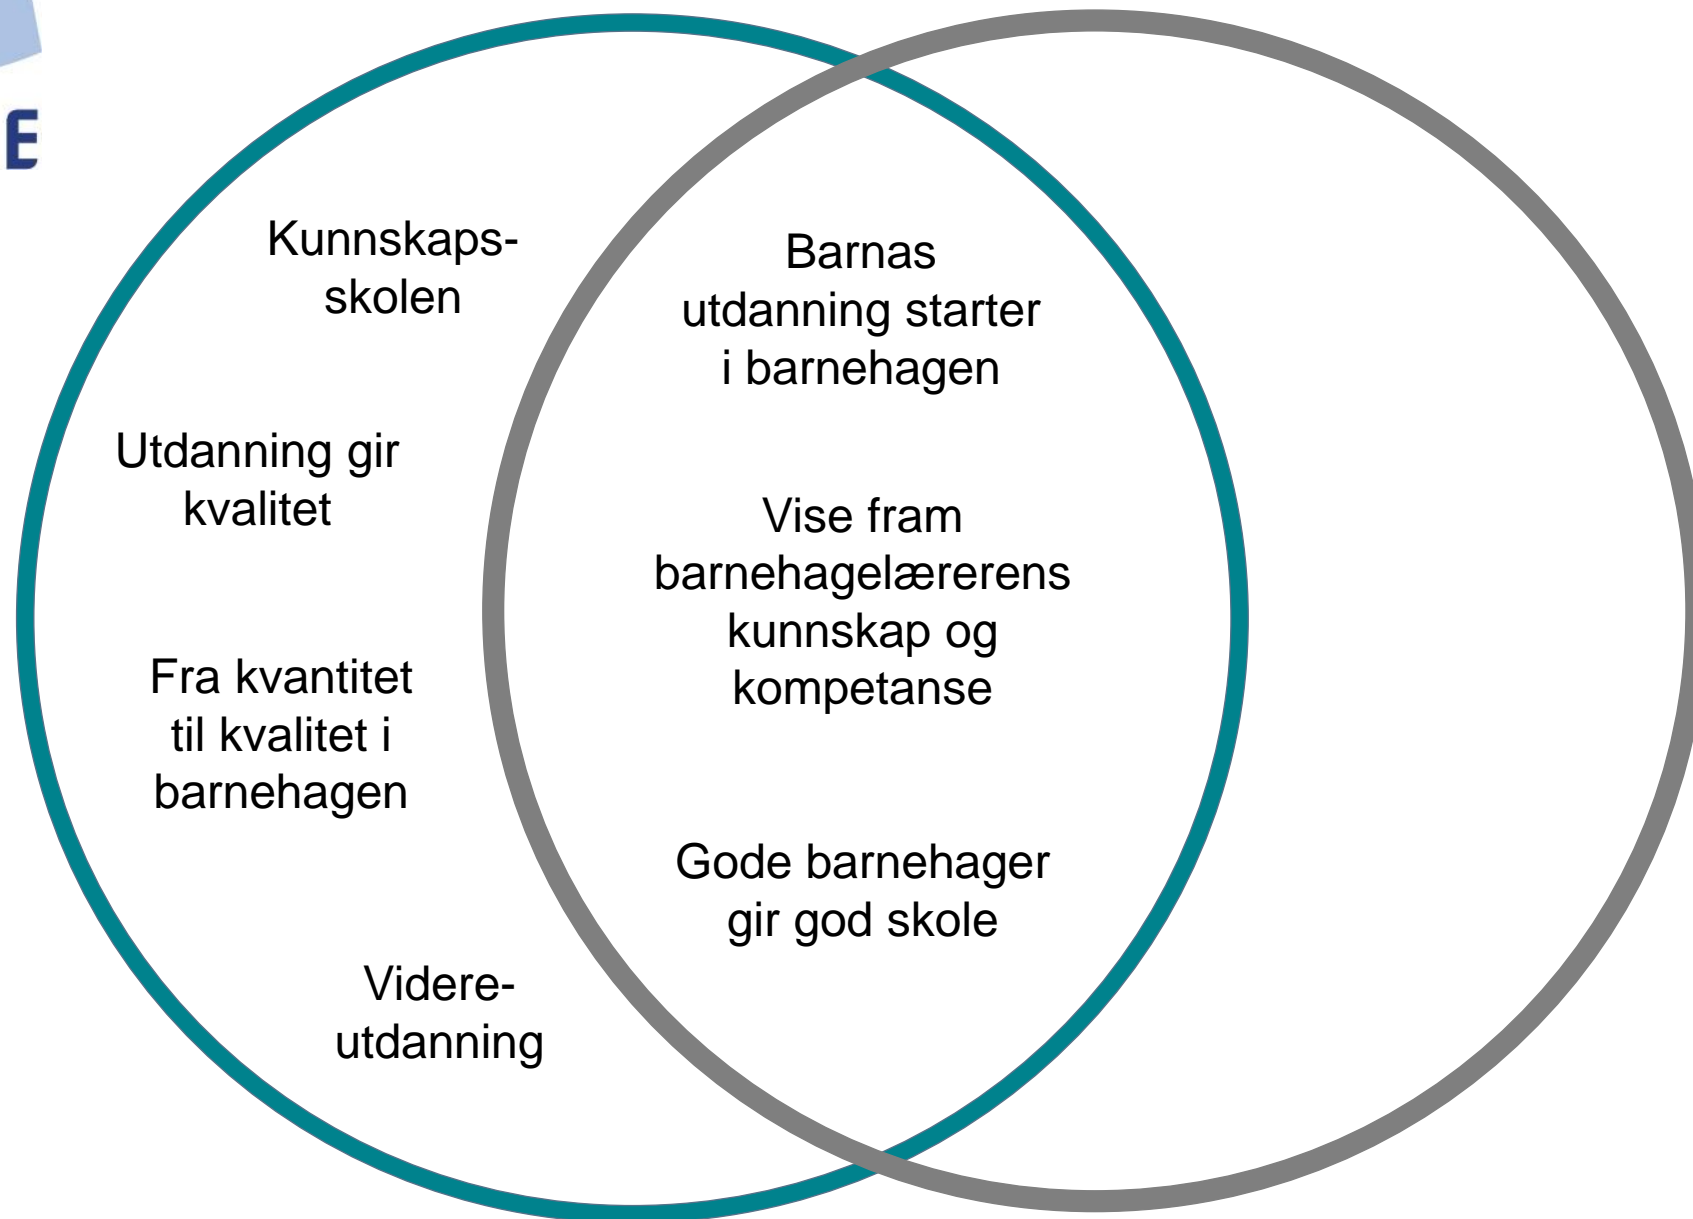 E
Kunnskaps-
skolen
Utdanning gir
kvalitet
Fra kvantitet
til kvalitet i
barnehagen
Videre-
utdanning
Barnas
utdanning starter
i barnehagen
Vise fram
barnehagelærerens
kunnskap og
kompetanse
Gode barnehager
gir god skole